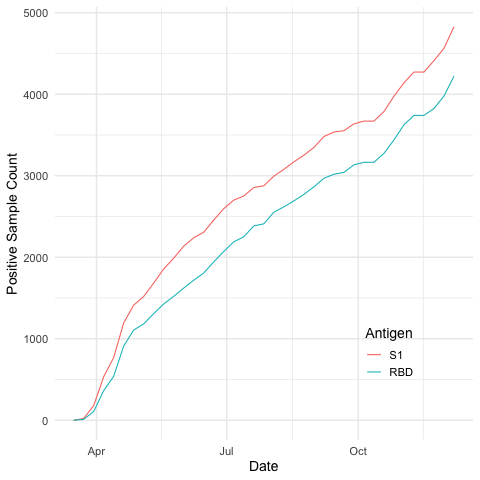 5000
4000
3000
2000
1000
0
Positive Sample Count
Antigen
S1
RBD
Apr
Jul
Oct
Date